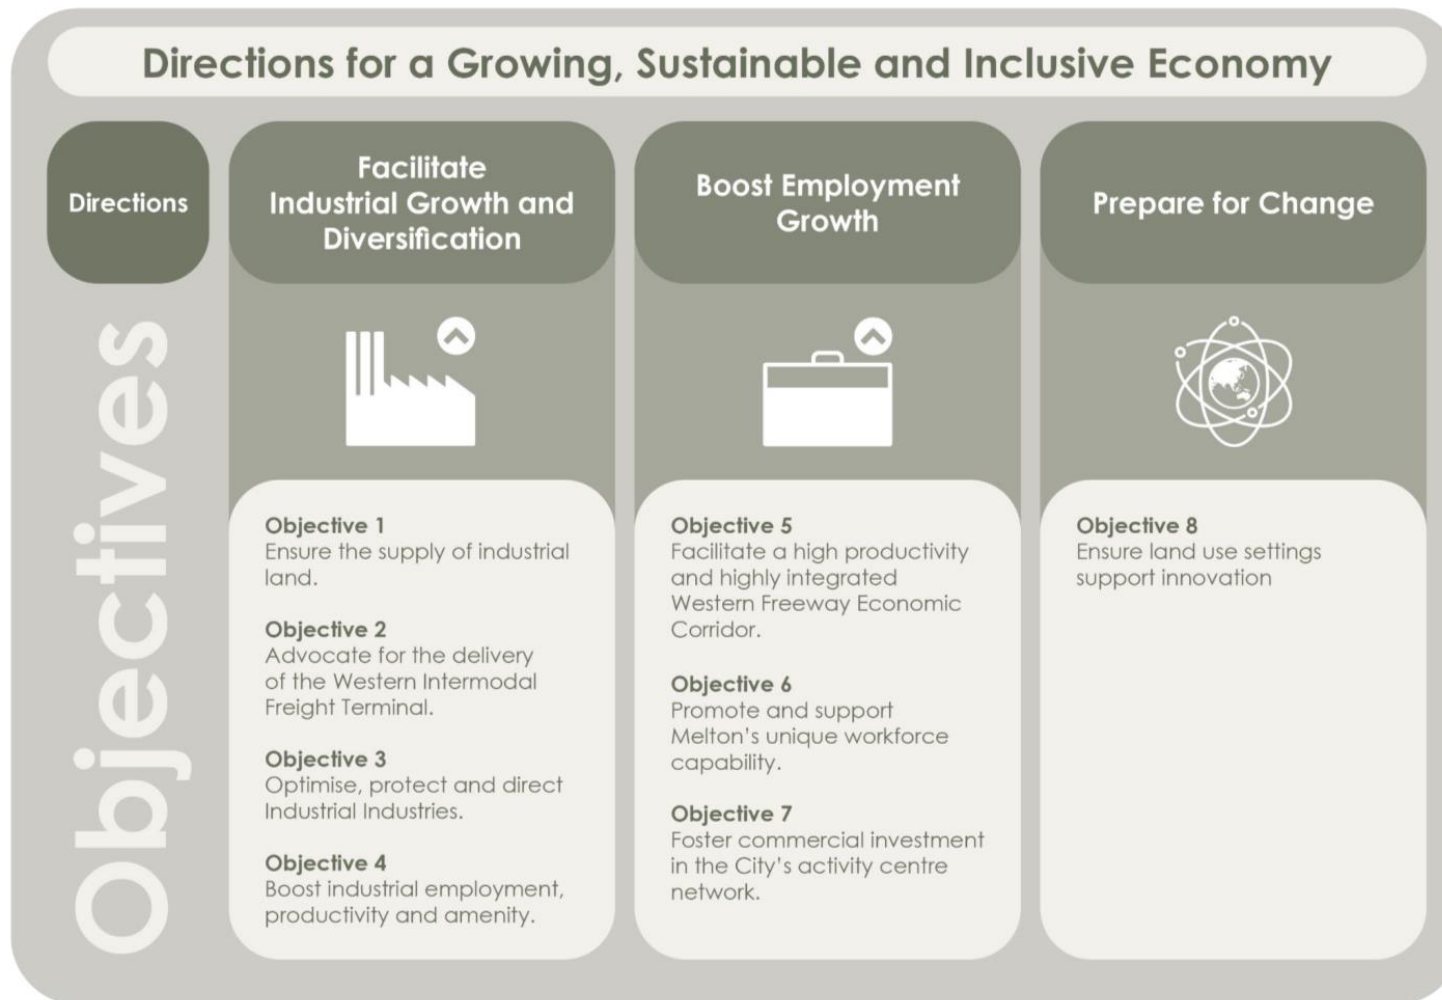 Directions for a Growing, Sustainable and Inclusive Economy
Directions
Facilitate
Industrial Growth and
Diversification
Boost Employment
Growth
Prepare for Change
Objectives
Objective 1
Ensure the supply of industrial
land.
Objective 2
Advocate for the delivery
of the Western Intermodal
Freight Terminal.
Objective 3
Optimise, protect and direct
Industrial Industries.
Objective 4
Boost industrial employment,
productivity and amenity.
Objective 5
Facilitate a high productivity
and highly integrated
Western Freeway Economic
Corridor.
Objective 6
Promote and support
Melton's unique workforce
capability.
Objective 7
Foster commercial investment
in the City's activity centre
network.
Objective 8
Ensure land use settings
support innovation